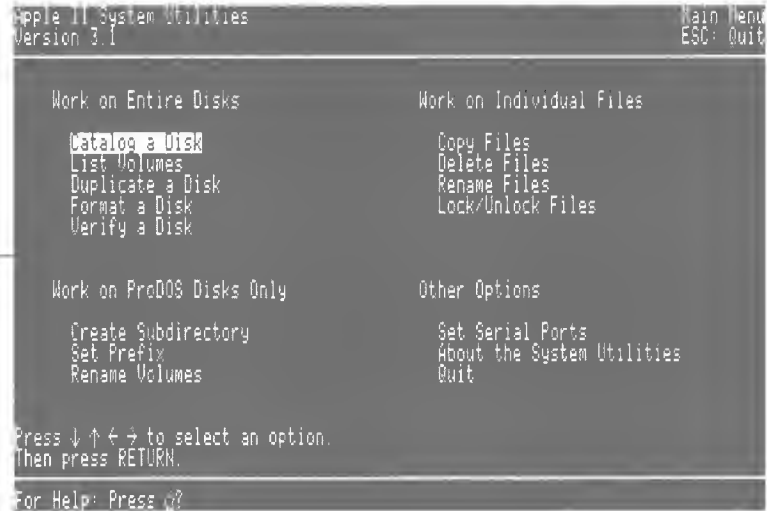 Apple II System Utilities
Main Menu
Version 3.1
ESC: Quit
Work on Entire Disks
Catalog a Disk
List Volumes
Duplicate a Disk
Format a Disk
Verify a Disk
Work on Individual Files
Copy Files
Delete Files
Rename Files
Lock/Unlock Files
Work on ProDOS Disks Only
Create Subdirectory
Set Prefix
Rename Volumes
Other Options
Set Serial Ports
About the System Utilities
Quit
Press ↓ ↑ ← → to select an option.
Then press RETURN.
For Help: Press ?